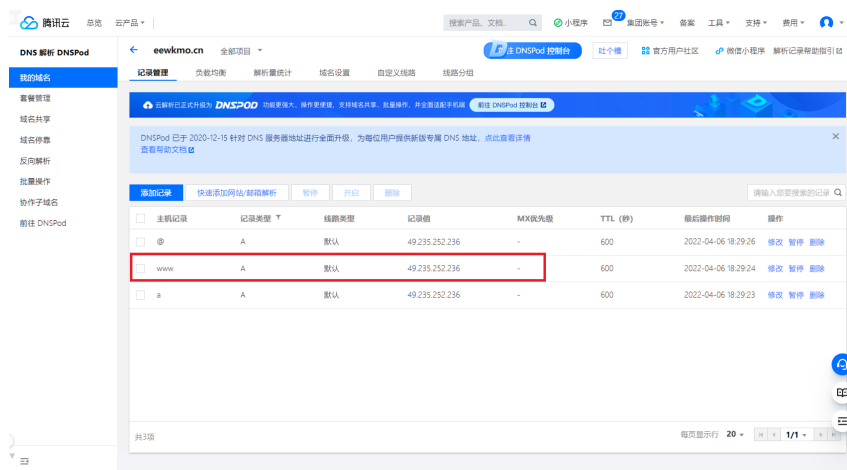 腾讯云 总览 云产品 搜索产品、文档... 小程序 27 集团账号 备案 工具 支持 费用
DNS 解析 DNSPod
eewkmo.cn 全部项目 往 DNSPod 控制台 吐个槽 官方用户社区 微信小程序 解析记录帮助指引
我的域名
记录管理 负载均衡 解析量统计 域名设置 自定义线路 线路分组
套餐管理
域名共享
域名停靠
反向解析
批量操作
协作子域名
前往 DNSPod
云解析已正式升级为 DNSPOD 功能更强大、操作更便捷,支持域名共享、批量操作,并全面适配手机端 前往 DNSPod 控制台
DNSPod 已于 2020-12-15 针对 DNS 服务器地址进行全面升级,为每位用户提供新版专属 DNS 地址,点此查看详情
查看帮助文档
添加记录 快速添加网站/邮箱解析 暂停 开启 删除 请输入您要搜索的记录
主机记录 记录类型 线路类型 记录值 MX优先级 TTL (秒) 最后操作时间 操作
@ A 默认 49.235.252.236 - 600 2022-04-06 18:29:26 修改 暂停 删除
www A 默认 49.235.252.236 - 600 2022-04-06 18:29:24 修改 暂停 删除
a A 默认 49.235.252.236 - 600 2022-04-06 18:29:23 修改 暂停 删除
共3项 每页显示行 20 1/1